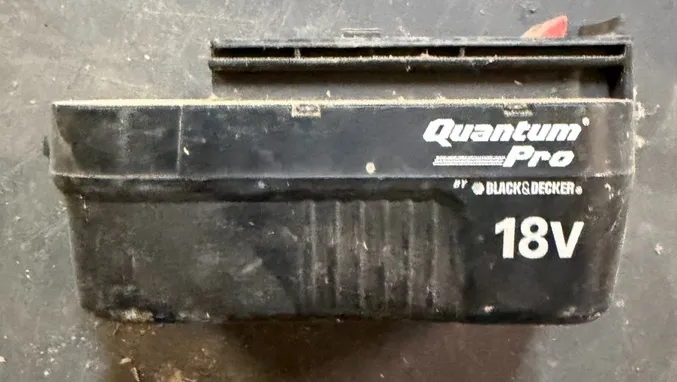 Quantum®
Pro
BY BLACK&DECKER®
18V